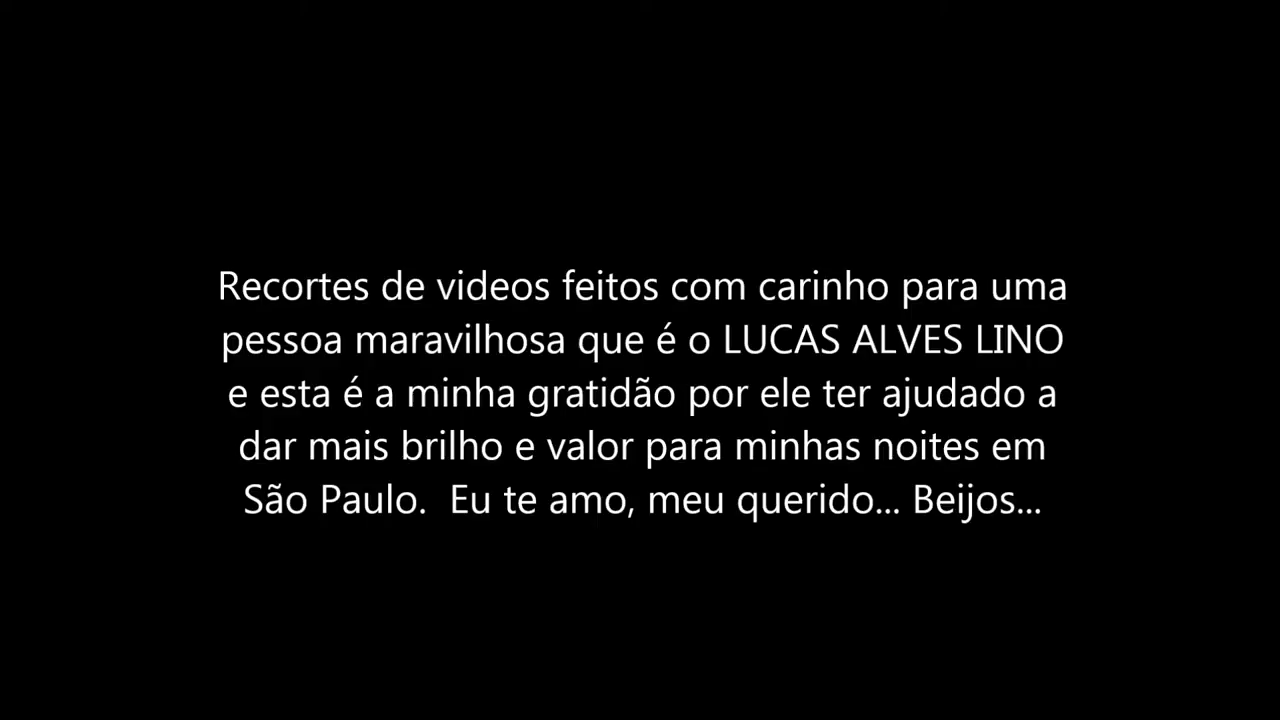 Recortes de videos feitos com carinho para uma
pessoa maravilhosa que é o LUCAS ALVES LINO
e esta é a minha gratidão por ele ter ajudado a
dar mais brilho e valor para minhas noites em
São Paulo.  Eu te amo, meu querido... Beijos...